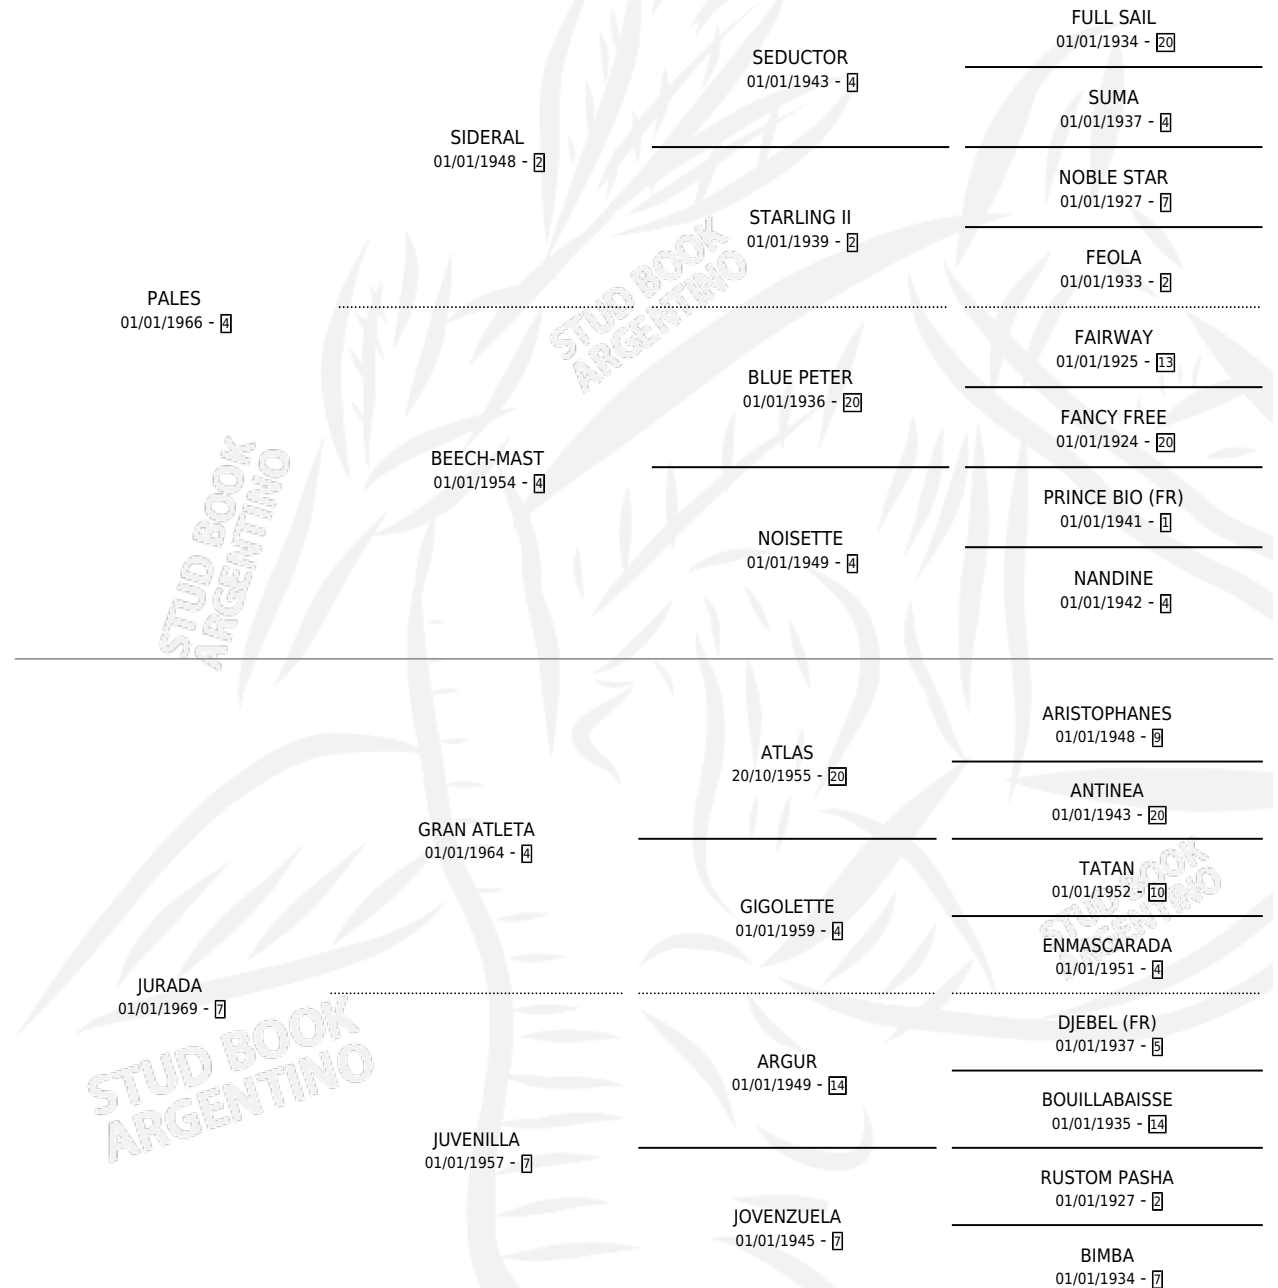 FULL SAIL
01/01/1934 - 20
SEDUCTOR
01/01/1943 - 4
SUMA
01/01/1937 - 4
SIDERAL
01/01/1948 - 2
NOBLE STAR
01/01/1927 - 7
STARLING II
01/01/1939 - 2
FEOLA
01/01/1933 - 2
PALES
01/01/1966 - 4
FAIRWAY
01/01/1925 - 13
BLUE PETER
01/01/1936 - 20
FANCY FREE
01/01/1924 - 20
BEECH-MAST
01/01/1954 - 4
PRINCE BIO (FR)
01/01/1941 - 1
NOISETTE
01/01/1949 - 4
NANDINE
01/01/1942 - 4
ARISTOPHANES
01/01/1948 - 9
ATLAS
20/10/1955 - 20
ANTINEA
01/01/1943 - 20
GRAN ATLETA
01/01/1964 - 4
TATAN
01/01/1952 - 10
GIGOLETTE
01/01/1959 - 4
ENMASCARADA
01/01/1951 - 4
JURADA
01/01/1969 - 7
DJEBEL (FR)
01/01/1937 - 5
ARGUR
01/01/1949 - 14
BOUILLABAISSE
01/01/1935 - 14
JUVENILLA
01/01/1957 - 7
RUSTOM PASHA
01/01/1927 - 2
JOVENZUELA
01/01/1945 - 7
BIMBA
01/01/1934 - 7
STUD BOOK
ARGENTINO
STUD BOOK
ARGENTINO
STUD BOOK
ARGENTINO
STUD BOOK
ARGENTINO